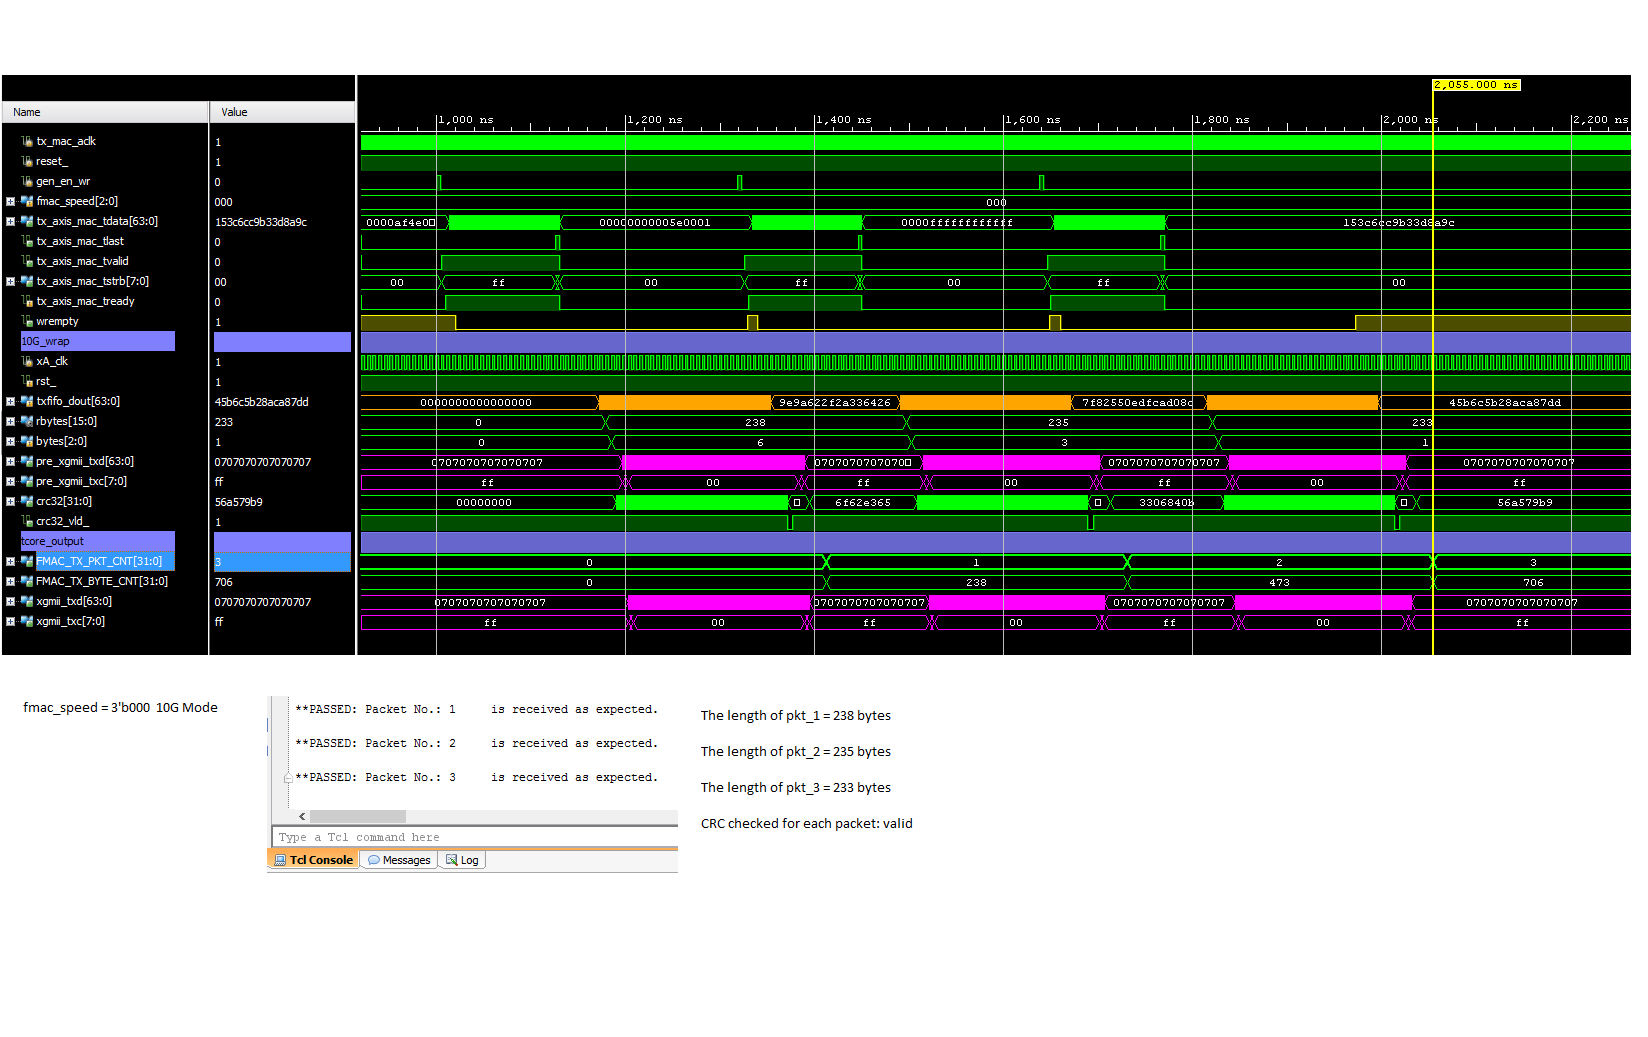 2,055.000 ns
Name Value
1,000 ns 1,200 ns 1,400 ns 1,600 ns 1,800 ns 2,000 ns 2,200 ns
tx_mac_aclk 1
reset_ 1
gen_en_wr 0
fmac_speed[2:0] 000 000
tx_axis_mac_tdata[63:0] 153c6cc9b33d8a9c 0000af4e0 00000000005e0001 0000ffffffffffff 153c6cc9b33d8a9c
tx_axis_mac_tlast 0
tx_axis_mac_tvalid 0
tx_axis_mac_tstrb[7:0] 00 00 ff 00 ff 00 ff 00
tx_axis_mac_tready 0
wrempty 1
10G_wrap
xA_clk 1
rst_ 1
txfifo_dout[63:0] 45b6c5b28aca87dd 0000000000000000 9e9a622f2a336426 7f82550edfcad08c 45b6c5b28aca87dd
rbytes[15:0] 233 0 238 235 233
bytes[2:0] 1 0 6 3 1
pre_xgmii_txd[63:0] 0707070707070707 0707070707070707 0707070707070 0707070707070707 0707070707070707
pre_xgmii_txc[7:0] ff ff 00 ff 00 ff 00 ff
crc32[31:0] 56a579b9 00000000 6f62e365 3306840b 56a579b9
crc32_vld_ 1
tcore_output
FMAC_TX_PKT_CNT[31:0] 3 0 1 2 3
FMAC_TX_BYTE_CNT[31:0] 706 0 238 473 706
xgmii_txd[63:0] 0707070707070707 0707070707070707 0707070707070707 0707070707070707 0707070707070707
xgmii_txc[7:0] ff ff 00 ff 00 ff 00 ff
fmac_speed = 3'b000 10G Mode
**PASSED: Packet No.: 1 is received as expected.
**PASSED: Packet No.: 2 is received as expected.
**PASSED: Packet No.: 3 is received as expected.
Type a Tcl command here
Tcl Console Messages Log
The length of pkt_1 = 238 bytes
The length of pkt_2 = 235 bytes
The length of pkt_3 = 233 bytes
CRC checked for each packet: valid